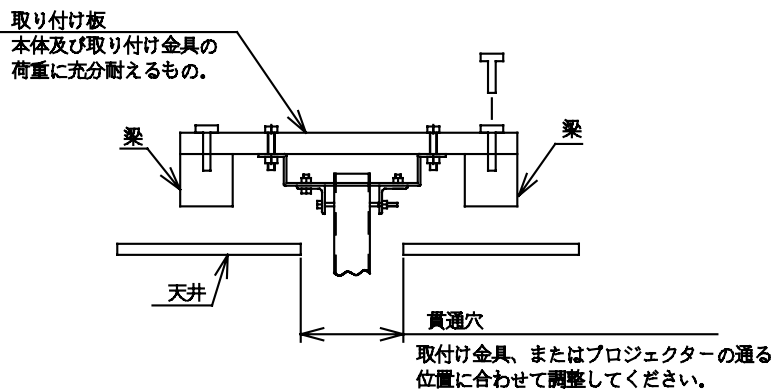 取り付け板
本体及び取り付け金具の
荷重に充分耐えるもの。
梁
梁
天井
貫通穴
取付け金具、またはプロジェクターの通る
位置に合わせて調整してください。